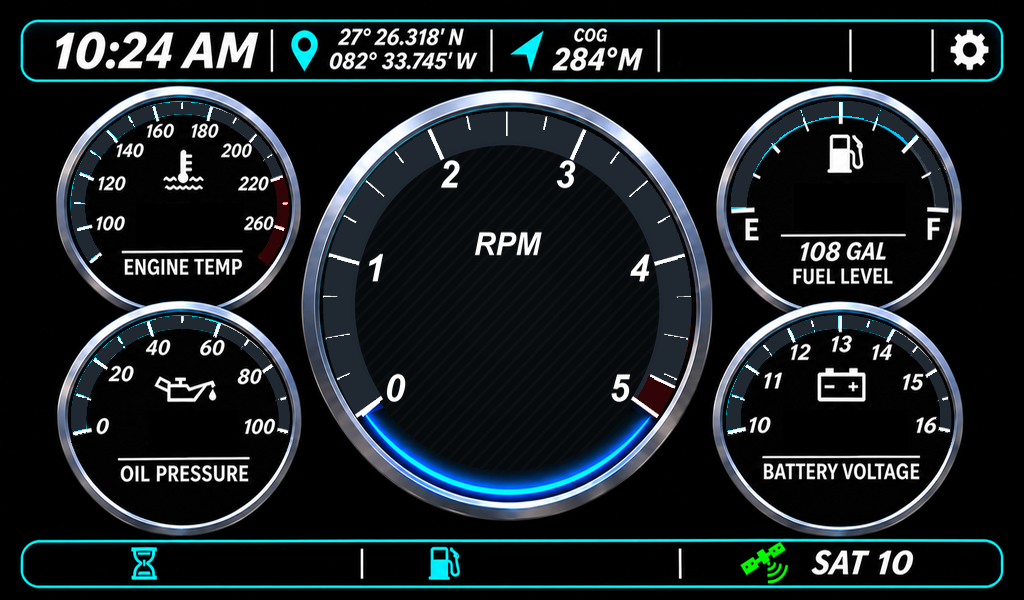 10:24 AM
27° 26.318' N
082° 33.745' W
COG
284°M
160 180
140 200
120 220
100 260
ENGINE TEMP
2 3
1 4
0 5
RPM
E F
108 GAL
FUEL LEVEL
40 60
20 80
0 100
OIL PRESSURE
12 13 14
11 15
10 16
- +
BATTERY VOLTAGE
SAT 10